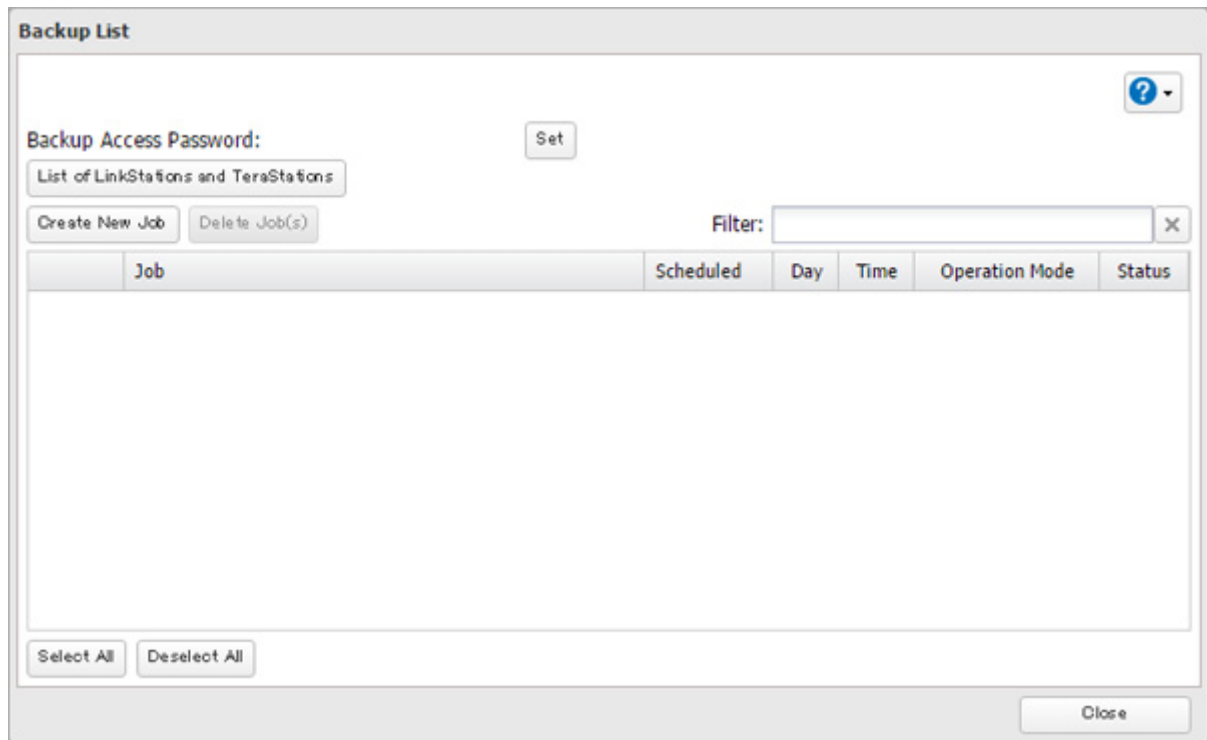 Backup List
?
Backup Access Password: Set
List of LinkStations and TeraStations
Create New Job Delete Job(s) Filter:
Job Scheduled Day Time Operation Mode Status
Select All Deselect All
Close